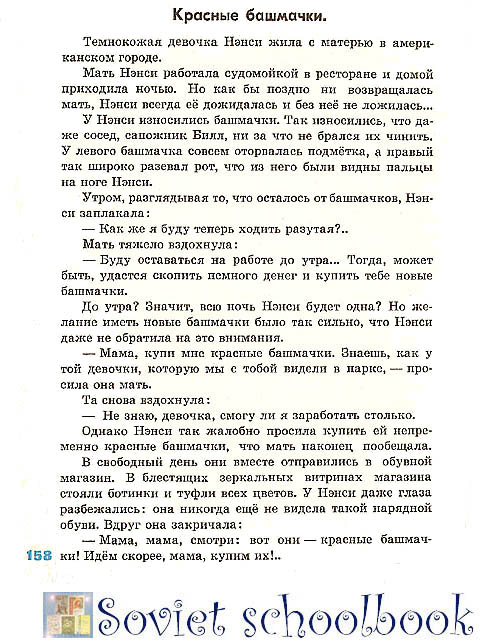 Красные башмачки.
Темнокожая девочка Нэнси жила с матерью в амери-
канском городе.
Мать Нэнси работала судомойкой в ресторане и домой
приходила ночью. Но как бы поздно ни возвращалась
мать, Нэнси всегда её дожидалась и без неё не ложилась...
У Нэнси износились башмачки. Так износились, что да-
же сосед, сапожник Билл, ни за что не брался их чинить.
У левого башмачка совсем оторвалась подмётка, а правый
так широко разевал рот, что из него были видны пальцы
на ноге Нэнси.
Утром, разглядывая то, что осталось от башмачков, Нэн-
си заплакала:
— Как же я буду теперь ходить разутая?..
Мать тяжело вздохнула:
— Буду оставаться на работе до утра... Тогда, может
быть, удастся скопить немного денег и купить тебе новые
башмачки.
До утра? Значит, всю ночь Нэнси будет одна? Но же-
лание иметь новые башмачки было так сильно, что Нэнси
даже не обратила на это внимания.
— Мама, купи мне красные башмачки. Знаешь, как у
той девочки, которую мы с тобой видели в парке, — про-
сила она мать.
Та снова вздохнула:
— Не знаю, девочка, смогу ли я заработать столько.
Однако Нэнси так жалобно просила купить ей непре-
менно красные башмачки, что мать наконец пообещала.
В свободный день они вместе отправились в обувной
магазин. В блестящих зеркальных витринах магазина
стояли ботинки и туфли всех цветов. У Нэнси даже глаза
разбежались: она никогда ещё не видела такой нарядной
обуви. Вдруг она закричала:
— Мама, мама, смотри: вот они — красные башмач-
ки! Идём скорее, мама, купим их!..
158
Soviet schoolbook